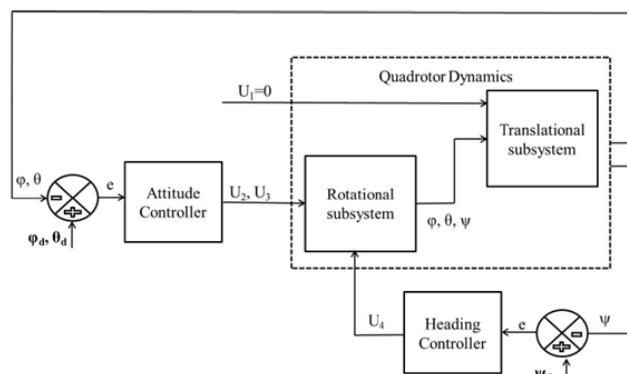 Quadrotor Dynamics
U₁=0
Translational
subsystem
φ, θ
e
Attitude
Controller
U₂, U₃
Rotational
subsystem
φ, θ, ψ
φd, θd
U₄
Heading
Controller
e
ψ